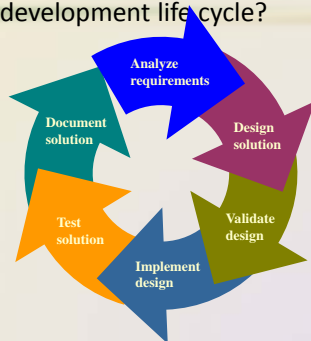 development life cycle?
Analyze
requirements
Design
solution
Validate
design
Implement
design
Test
solution
Document
solution